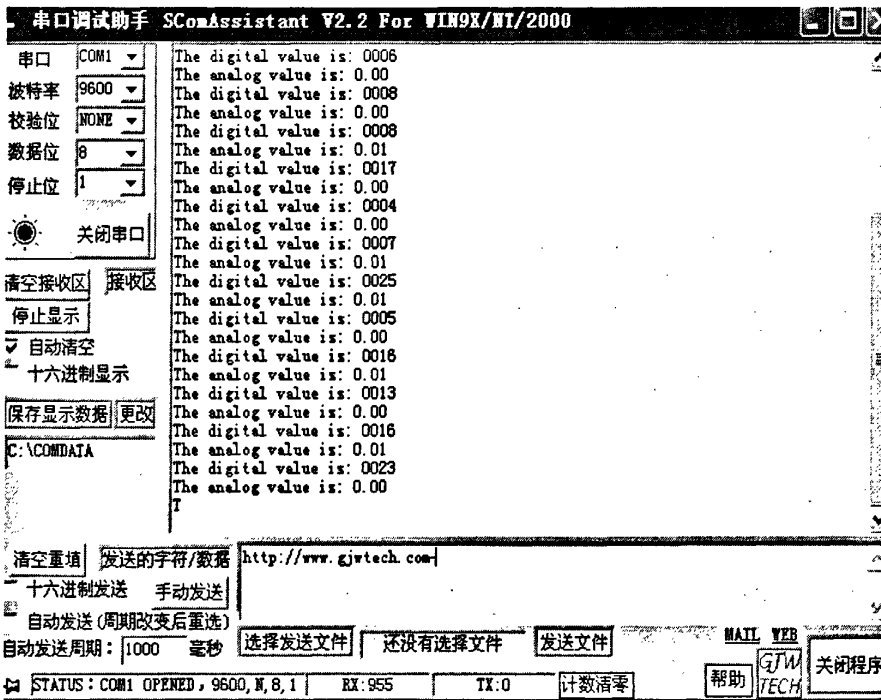 串口调试助手 SComAssistant V2.2 For WIN9X/NT/2000
串口 COM1
波特率 9600
校验位 NONE
数据位 8
停止位 1
关闭串口
清空接收区 接收区
停止显示
自动清空
十六进制显示
保存显示数据 更改
C:\COMDATA
The digital value is: 0006
The analog value is: 0.00
The digital value is: 0008
The analog value is: 0.00
The digital value is: 0008
The analog value is: 0.01
The digital value is: 0017
The analog value is: 0.00
The digital value is: 0004
The analog value is: 0.00
The digital value is: 0007
The analog value is: 0.01
The digital value is: 0025
The analog value is: 0.01
The digital value is: 0005
The analog value is: 0.00
The digital value is: 0016
The analog value is: 0.01
The digital value is: 0013
The analog value is: 0.00
The digital value is: 0016
The analog value is: 0.01
The digital value is: 0023
The analog value is: 0.00
T
清空重填 发送的字符/数据 http://www.gjwtech.com
十六进制发送 手动发送
自动发送(周期改变后重选)
自动发送周期: 1000 毫秒 选择发送文件 还没有选择文件 发送文件 MAIL WEB
STATUS:COM1 OPENED,9600,N,8,1 RX:955 TX:0 计数清零 帮助 GJW TECH 关闭程序